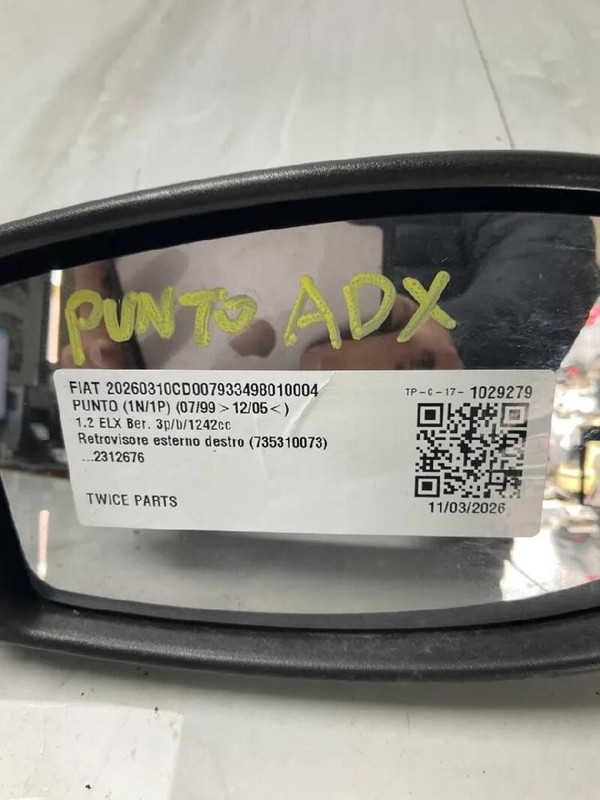 PUNTO ADX
FIAT 20260310CD00793349B010004
TP-C-17- 1029279
PUNTO (1N/1P) (07/99 > 12/05 < )
1.2 ELX Ber. 3p/b/1242cc
Retrovisore esterno destro (735310073)
...2312676
TWICE PARTS
11/03/2026